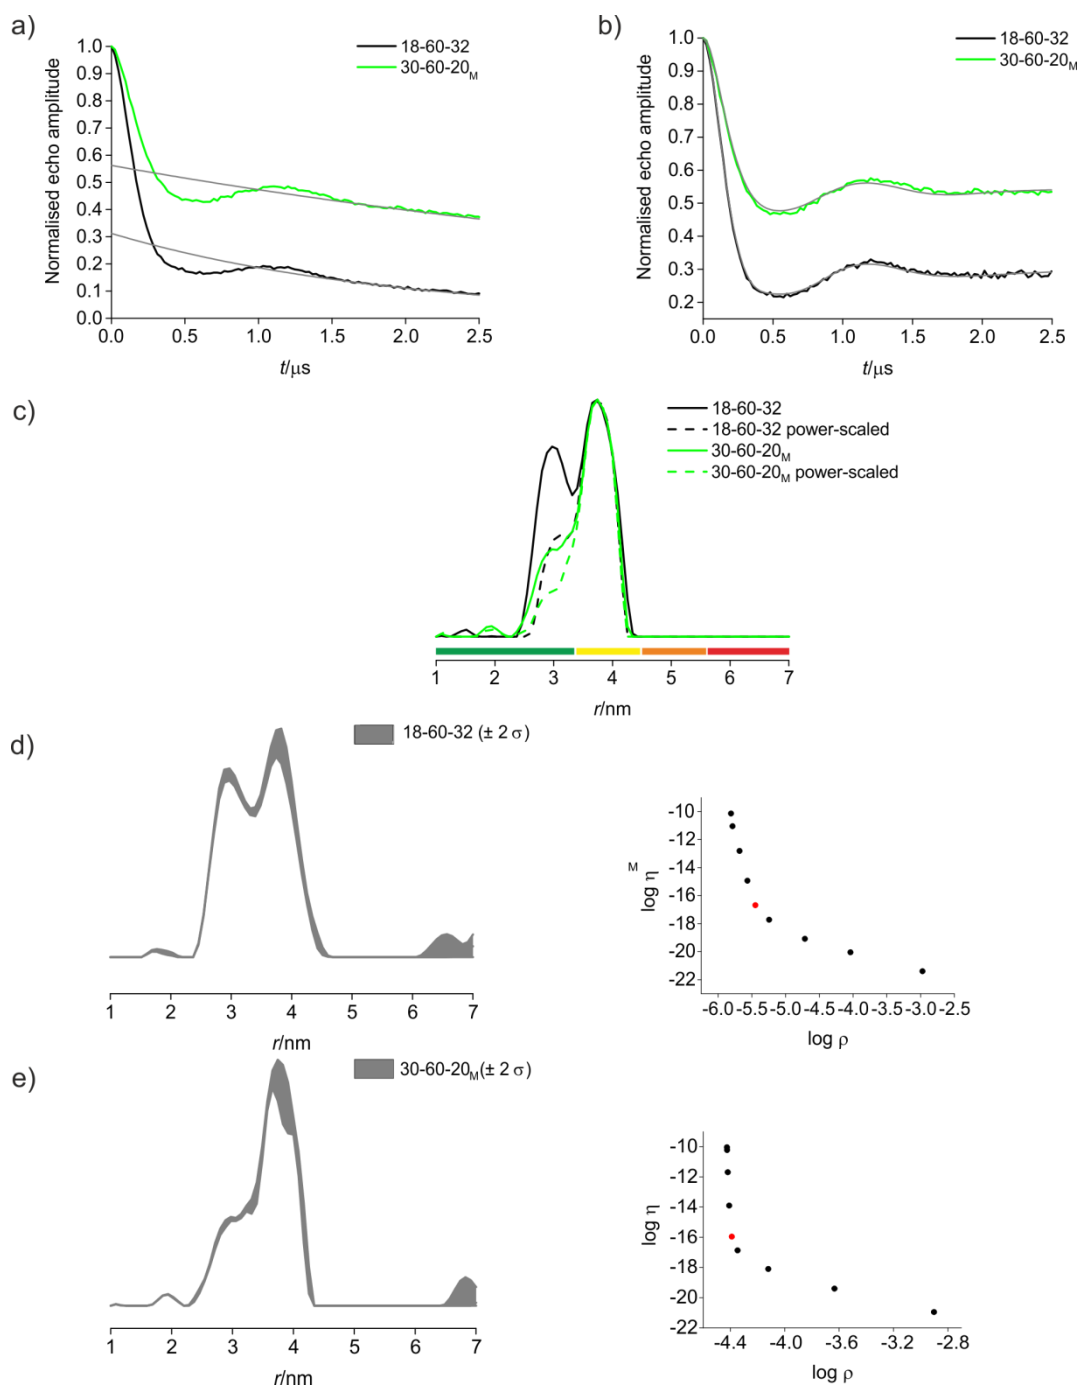 a)
Normalised echo amplitude
1.0
0.9
0.8
0.7
0.6
0.5
0.4
0.3
0.2
0.1
0.0
0.0 0.5 1.0 1.5 2.0 2.5
t/μs
18-60-32
30-60-20M
b)
Normalised echo amplitude
1.0
0.9
0.8
0.7
0.6
0.5
0.4
0.3
0.2
0.0 0.5 1.0 1.5 2.0 2.5
t/μs
18-60-32
30-60-20M
c)
18-60-32
18-60-32 power-scaled
30-60-20M
30-60-20M power-scaled
1 2 3 4 5 6 7
r/nm
d)
18-60-32 (± 2 σ)
1 2 3 4 5 6 7
r/nm
M
log η
-10
-12
-14
-16
-18
-20
-22
-6.0 -5.5 -5.0 -4.5 -4.0 -3.5 -3.0 -2.5
log ρ
e)
30-60-20M(± 2 σ)
1 2 3 4 5 6 7
r/nm
log η
-10
-12
-14
-16
-18
-20
-22
-4.4 -4.0 -3.6 -3.2 -2.8
log ρ